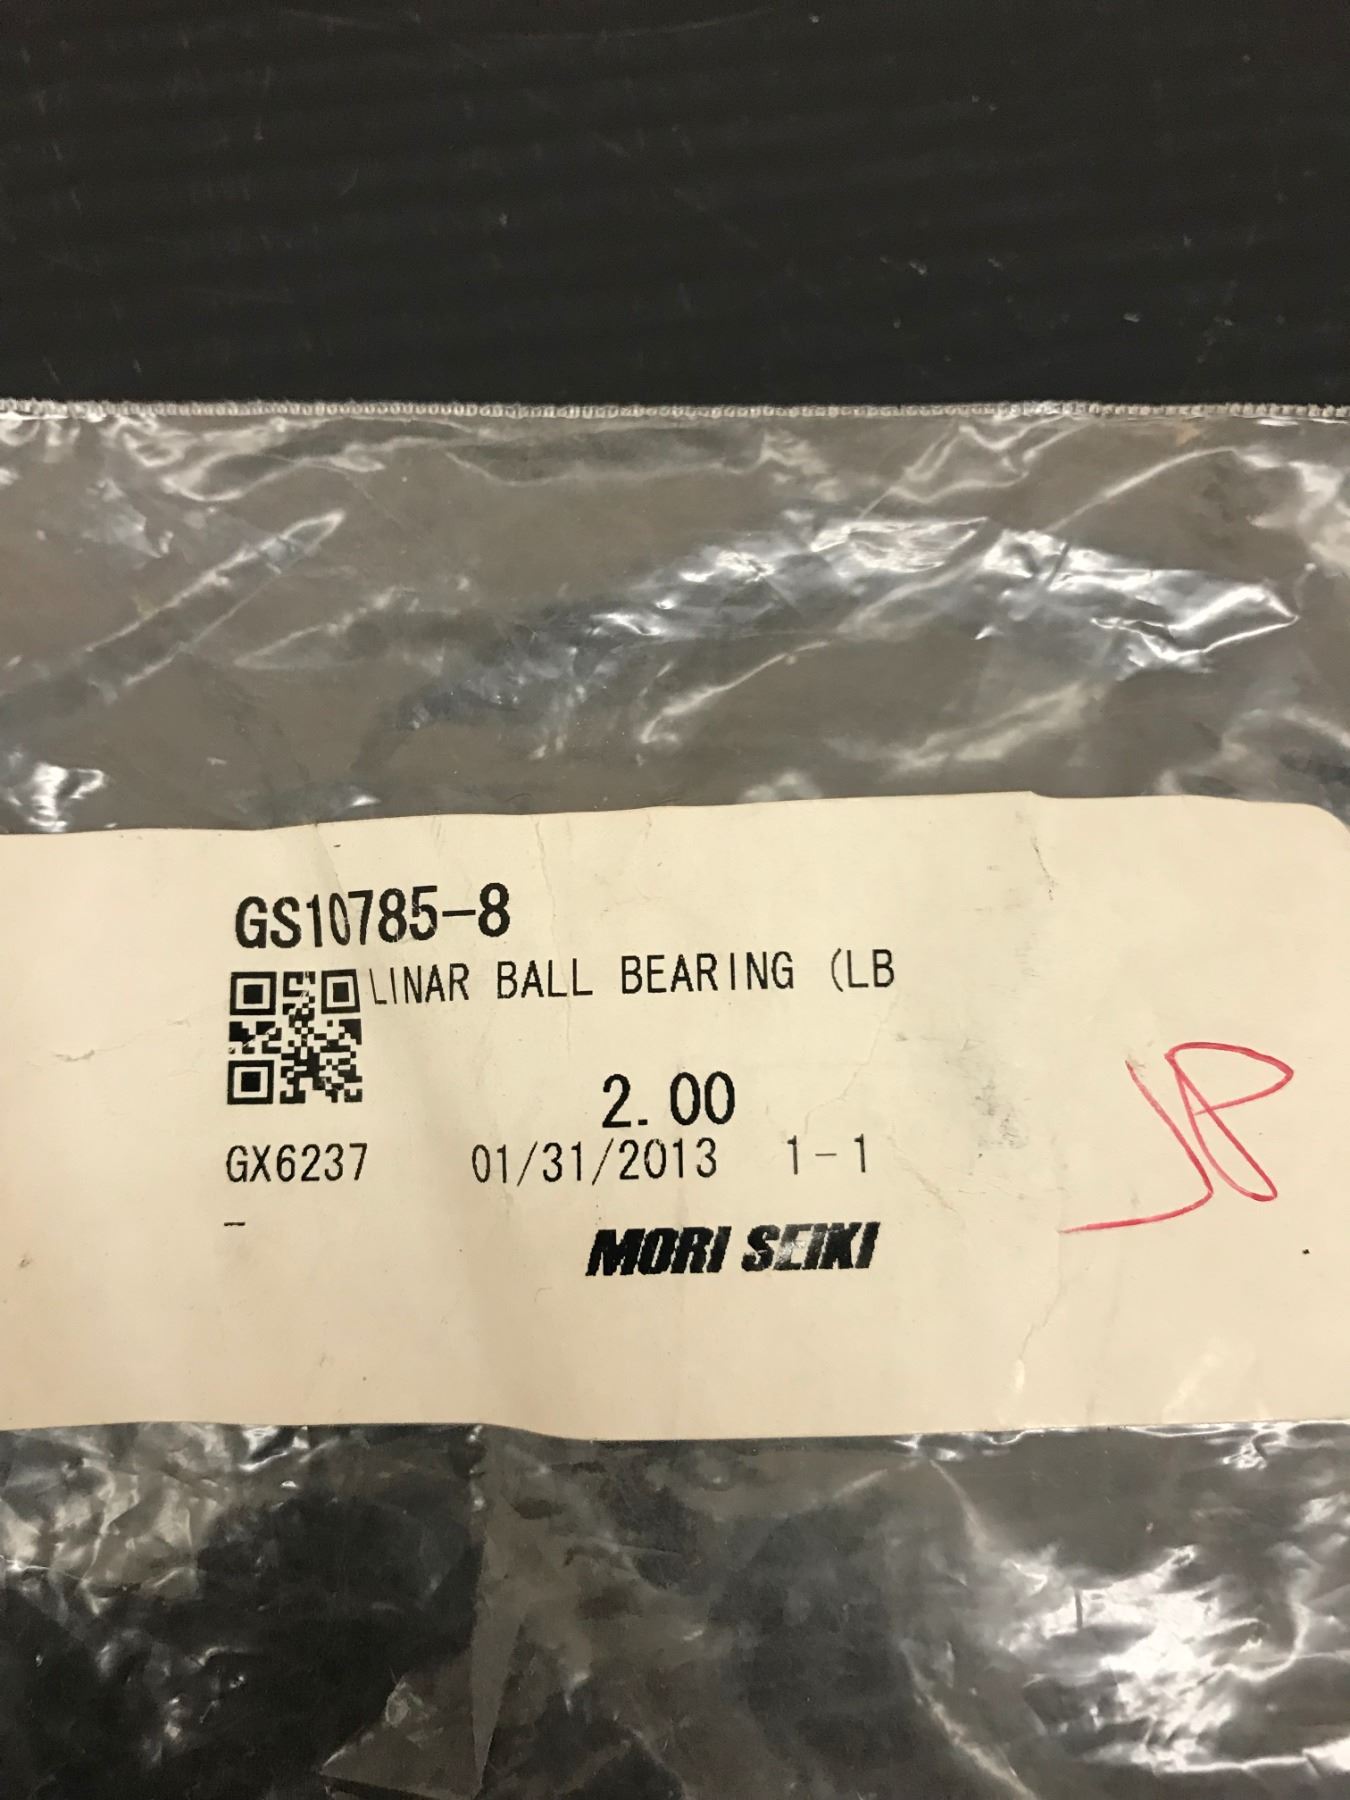 GS10785-8
LINAR BALL BEARING (LB
2.00
GX6237 01/31/2013 1-1
-
MORI SEIKI